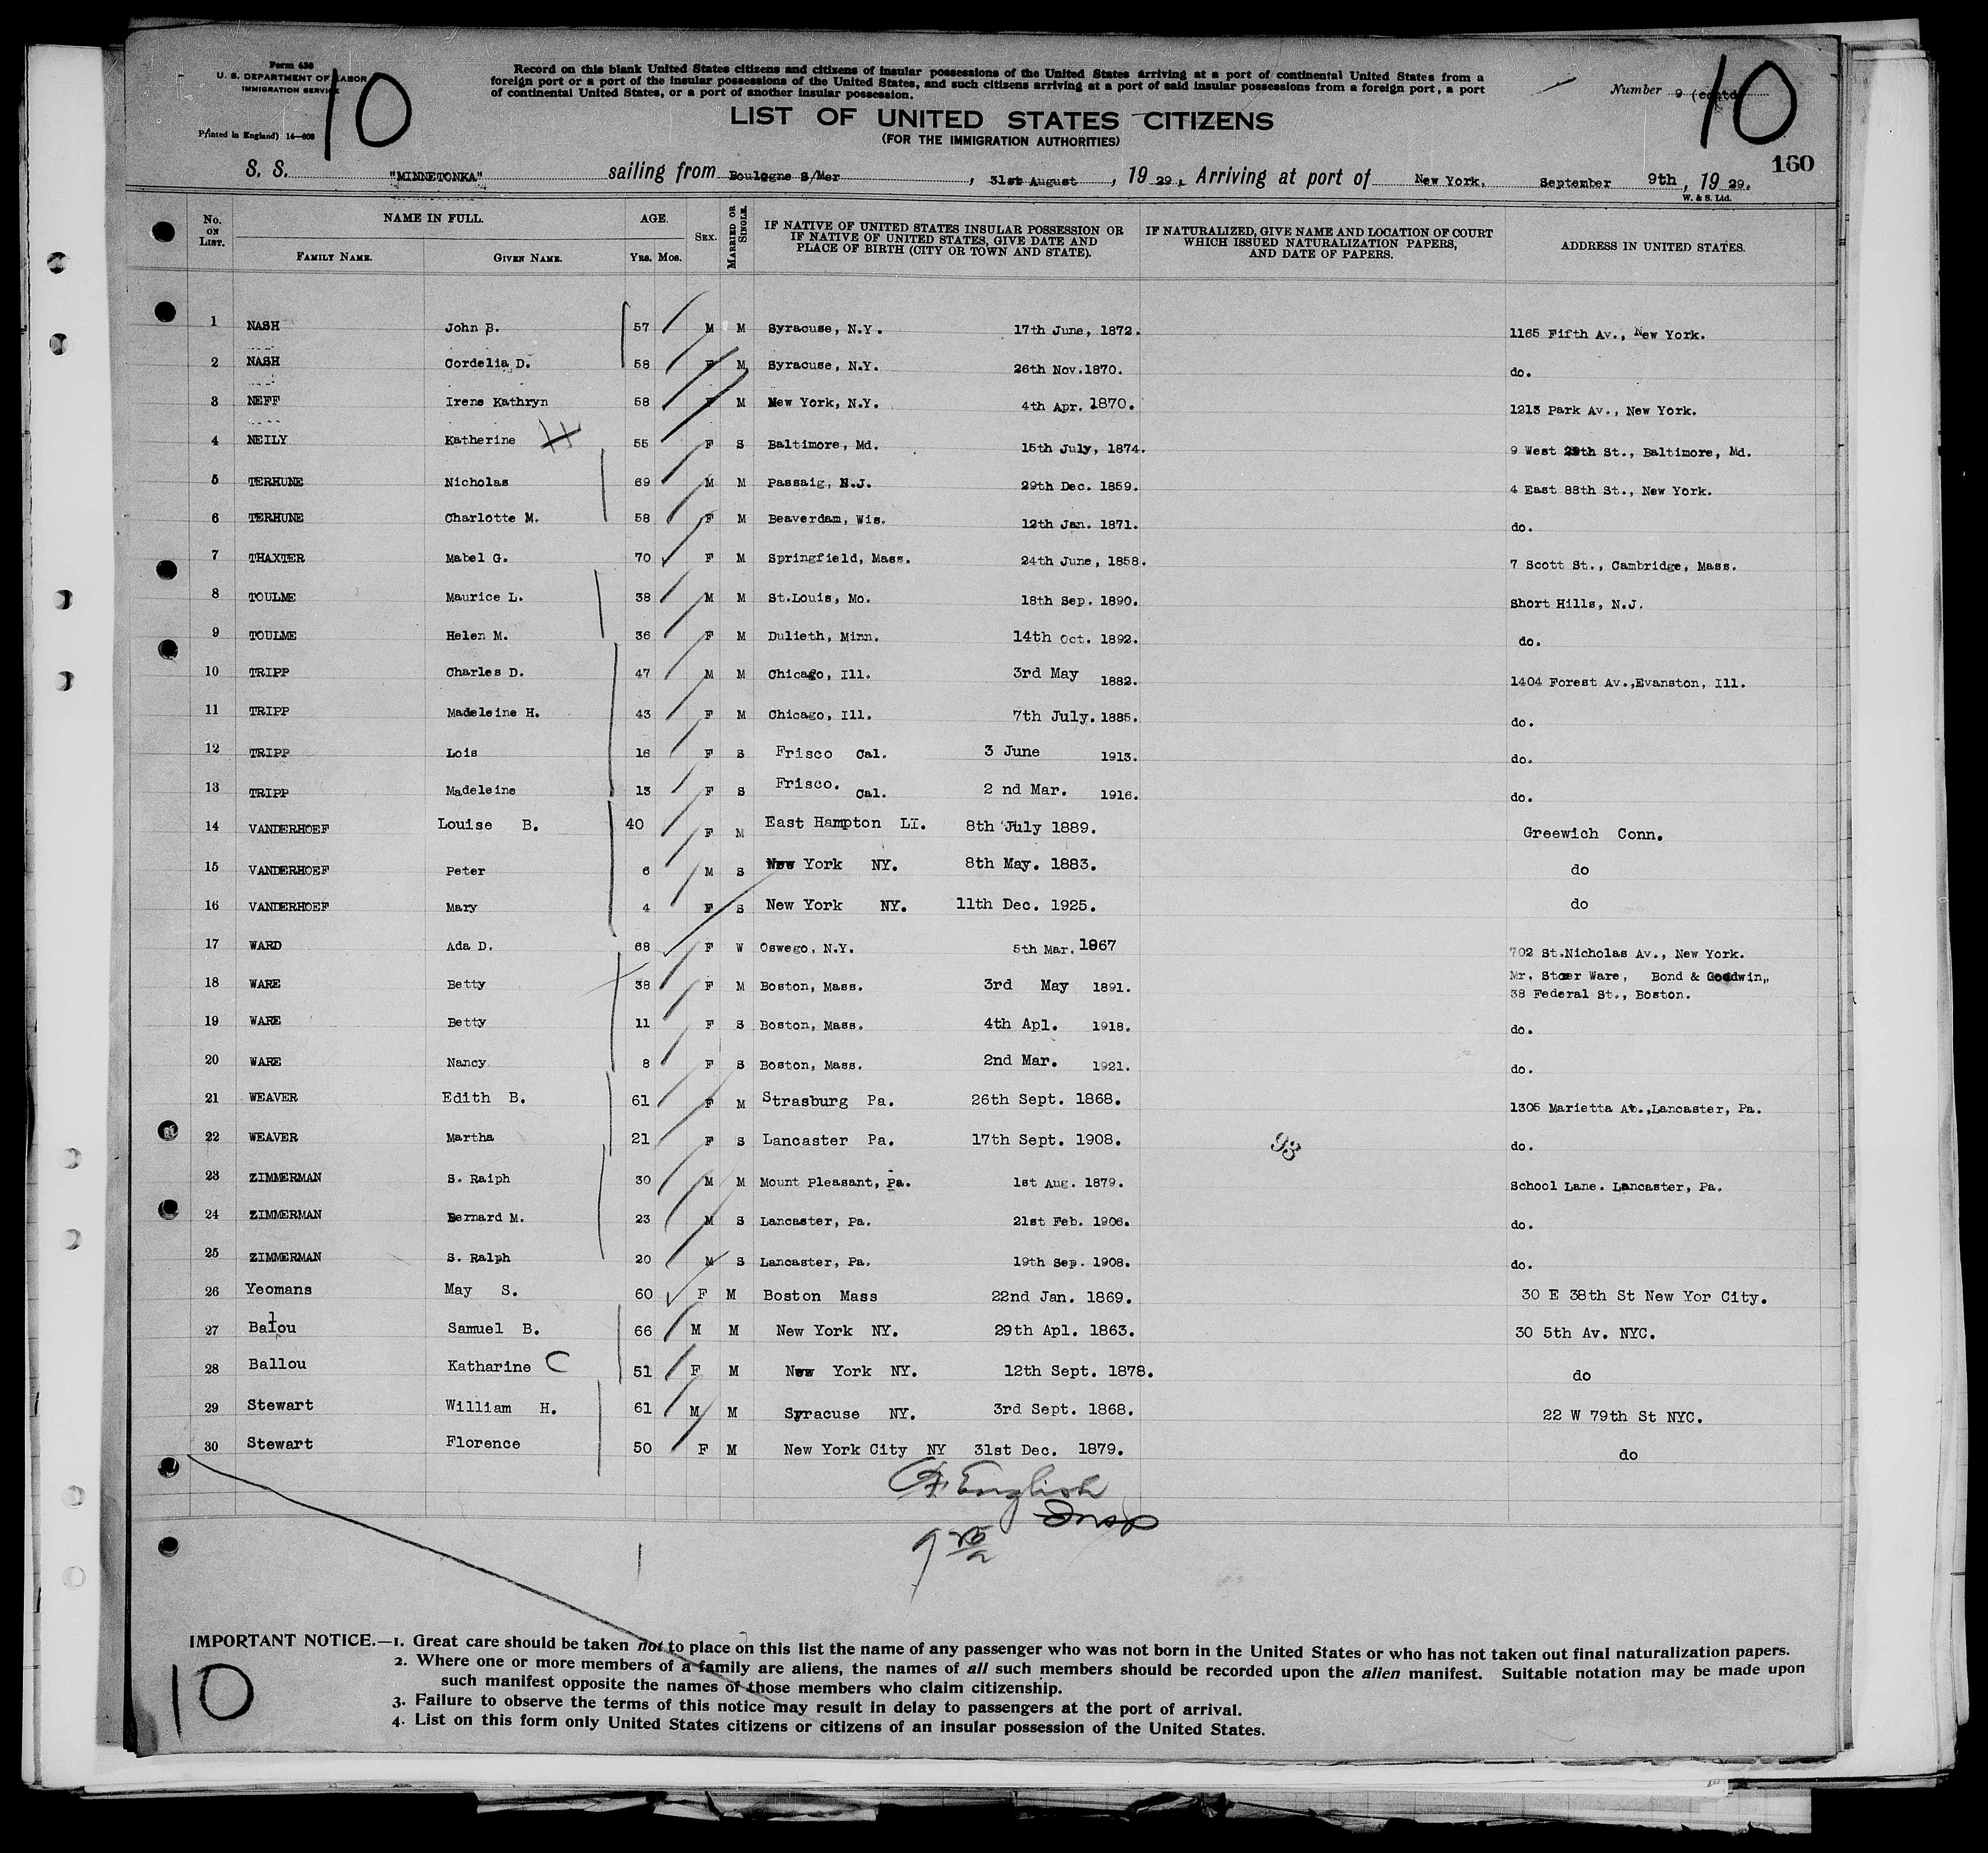 Form 630
U. S. DEPARTMENT OF LABOR
IMMIGRATION SERVICE
Printed in England) 14—608
10
Record on this blank United States citizens and citizens of insular possessions of the United States arriving at a port of continental United States from a
foreign port or a port of the insular possessions of the United States, and such citizens arriving at a port of said insular possessions from a foreign port, a port
of continental United States, or a port of another insular possession.
Number 9 (contd
10
LIST OF UNITED STATES CITIZENS
(FOR THE IMMIGRATION AUTHORITIES)
160
S. S. "MINNETONKA" sailing from Boulogne S/Mer, 31st August, 19 29, Arriving at port of New York, September 9th, 19 29.
W. & S. Ltd.
No. ON LIST. NAME IN FULL. FAMILY NAME. GIVEN NAME. AGE. YRS. MOS. SEX. MARRIED OR SINGLE. IF NATIVE OF UNITED STATES INSULAR POSSESSION OR IF NATIVE OF UNITED STATES, GIVE DATE AND PLACE OF BIRTH (CITY OR TOWN AND STATE). IF NATURALIZED, GIVE NAME AND LOCATION OF COURT WHICH ISSUED NATURALIZATION PAPERS, AND DATE OF PAPERS. ADDRESS IN UNITED STATES.
1 NASH John B. 57 M M Syracuse, N.Y. 17th June, 1872. 1165 Fifth Av., New York.
2 NASH Cordelia D. 58 F M Syracuse, N.Y. 26th Nov.1870. do.
3 NEFF Irene Kathryn 58 F M New York, N.Y. 4th Apr. 1870. 1213 Park Av., New York.
4 NEILY Katherine H 55 F S Baltimore, Md. 15th July, 1874. 9 West 29th St., Baltimore, Md.
5 TERHUNE Nicholas 69 M M Passaig, N.J. 29th Dec. 1859. 4 East 88th St., New York.
6 TERHUNE Charlotte M. 58 F M Beaverdam, Wis. 12th Jan. 1871. do.
7 THAXTER Mabel G. 70 F M Springfield, Mass. 24th June, 1858. 7 Scott St., Cambridge, Mass.
8 TOULME Maurice L. 38 M M St.Louis, Mo. 18th Sep. 1890. Short Hills, N.J.
9 TOULME Helen M. 36 F M Dulieth, Minn. 14th Oct. 1892. do.
10 TRIPP Charles D. 47 M M Chicago, Ill. 3rd May 1882. 1404 Forest Av.,Evanston, Ill.
11 TRIPP Madeleine H. 43 F M Chicago, Ill. 7th July. 1885. do.
12 TRIPP Lois 16 F S Frisco Cal. 3 June 1913. do.
13 TRIPP Madeleine 13 F S Frisco. Cal. 2 nd Mar. 1916. do.
14 VANDERHOEF Louise B. 40 F M East Hampton LI. 8th July 1889. Greewich Conn.
15 VANDERHOEF Peter 6 M S New York NY. 8th May. 1883. do
16 VANDERHOEF Mary 4 F S New York NY. 11th Dec. 1925. do
17 WARD Ada D. 68 F W Oswego, N.Y. 5th Mar. 1867 702 St.Nicholas Av., New York.
18 WARE Betty 38 F M Boston, Mass. 3rd May 1891. Mr. Ware, Bond & Goodwin,, 38 Federal St., Boston.
19 WARE Betty 11 F S Boston, Mass. 4th Apl. 1918. do.
20 WARE Nancy 8 F S Boston, Mass. 2nd Mar. 1921. do.
21 WEAVER Edith B. 61 F M Strasburg Pa. 26th Sept. 1868. 1305 Marietta Av.,Lancaster, Pa.
22 WEAVER Martha 21 F S Lancaster Pa. 17th Sept. 1908. 93 do.
23 ZIMMERMAN S. Ralph 30 M M Mount Pleasant, Pa. 1st Aug. 1879. School Lane. Lancaster, Pa.
24 ZIMMERMAN Bernard M. 23 M S Lancaster, Pa. 21st Feb. 1906. do.
25 ZIMMERMAN S. Ralph 20 M S Lancaster, Pa. 19th Sep. 1908. do.
26 Yeomans May S. 60 F M Boston Mass 22nd Jan. 1869. 30 E 38th St New Yor City.
27 Ballou Samuel B. 66 M M New York NY. 29th Apl. 1863. 30 5th Av. NYC.
28 Ballou Katharine C 51 F M New York NY. 12th Sept. 1878. do
29 Stewart William H. 61 M M Syracuse NY. 3rd Sept. 1868. 22 W 79th St NYC.
30 Stewart Florence 50 F M New York City NY 31st Dec. 1879. do
English
IMPORTANT NOTICE.—1. Great care should be taken not to place on this list the name of any passenger who was not born in the United States or who has not taken out final naturalization papers.
2. Where one or more members of a family are aliens, the names of all such members should be recorded upon the alien manifest. Suitable notation may be made upon
such manifest opposite the names of those members who claim citizenship.
3. Failure to observe the terms of this notice may result in delay to passengers at the port of arrival.
4. List on this form only United States citizens or citizens of an insular possession of the United States.
10